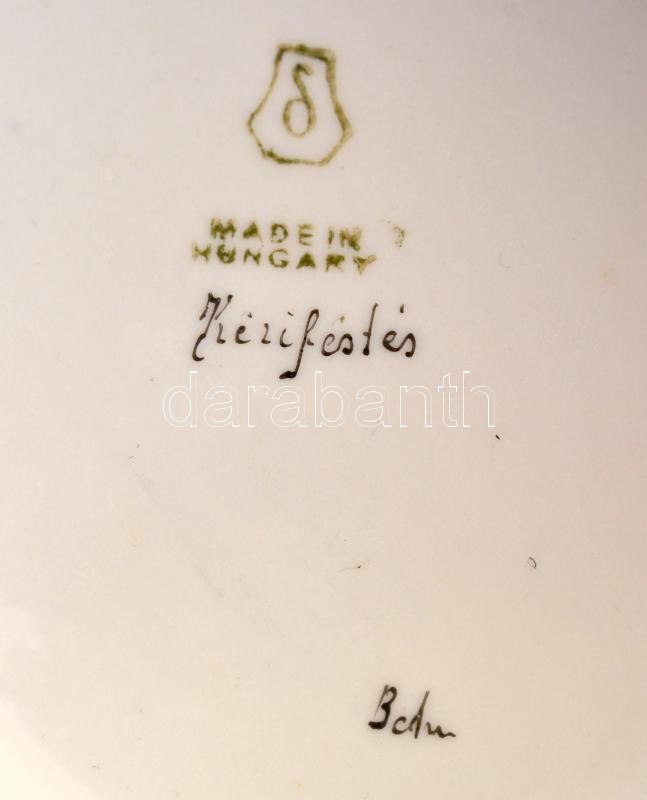 δ
MADE IN
HUNGARY
Kézifestés
darabanth